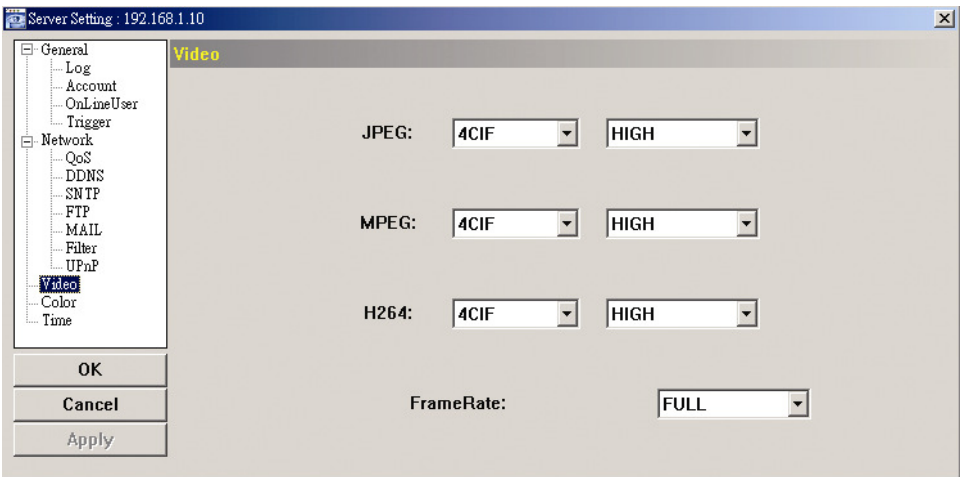 Server Setting : 192.168.1.10
General
Log
Account
OnLineUser
Trigger
Network
QoS
DDNS
SNTP
FTP
MAIL
Filter
UPnP
Video
Color
Time
OK
Cancel
Apply
Video
JPEG: 4CIF HIGH
MPEG: 4CIF HIGH
H264: 4CIF HIGH
FrameRate: FULL